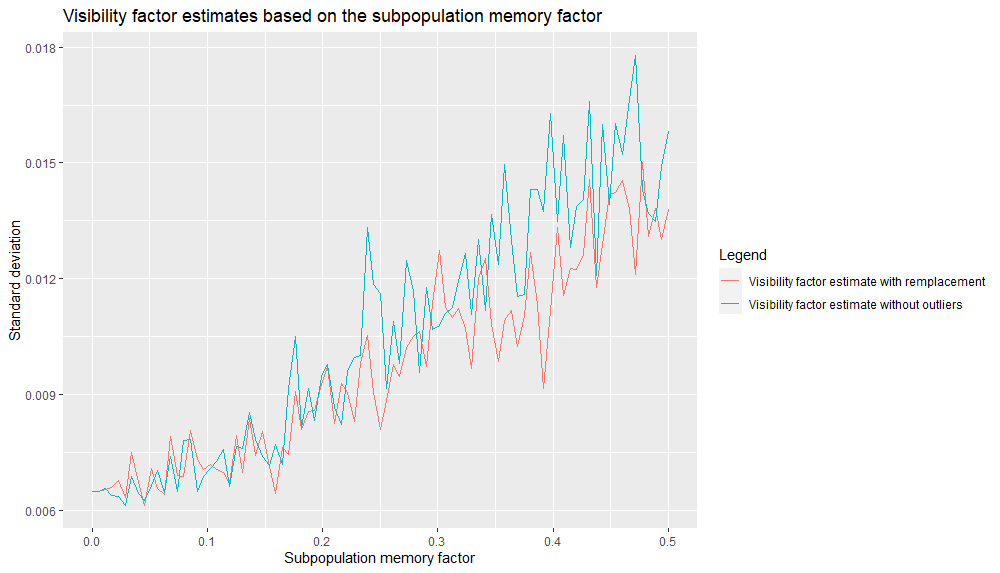 Visibility factor estimates based on the subpopulation memory factor
0.018
0.015
0.012
0.009
0.006
Standard deviation
0.0 0.1 0.2 0.3 0.4 0.5
Subpopulation memory factor
Legend
Visibility factor estimate with remplacement
Visibility factor estimate without outliers